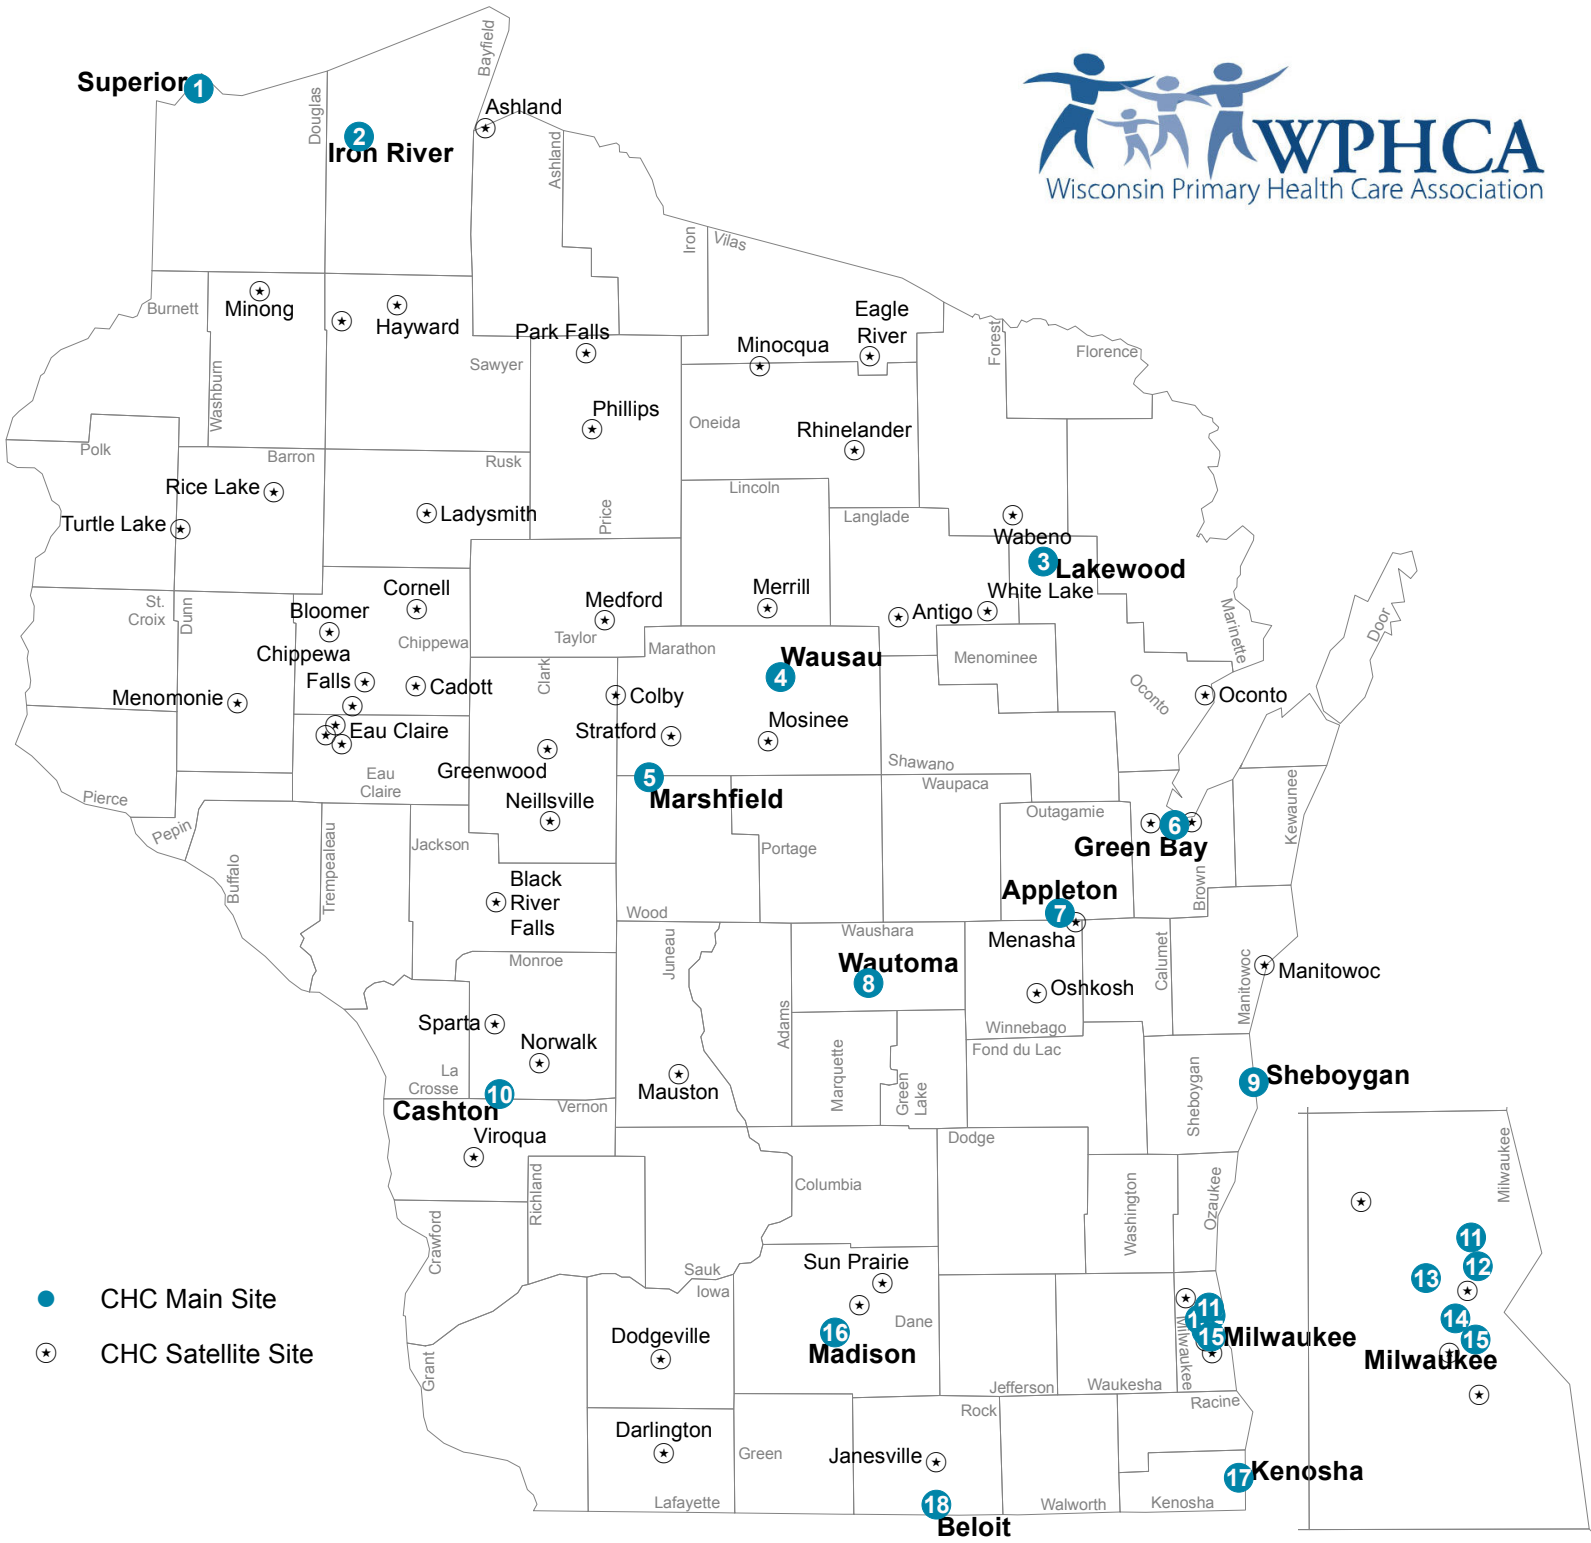 WPHCA
Wisconsin Primary Health Care Association
Superior
1
Douglas
Bayfield
2
Iron River
Ashland
Ashland
Iron
Vilas
Burnett
Minong
Hayward
Washburn
Sawyer
Park Falls
Phillips
Price
Minocqua
Eagle
River
Oneida
Rhinelander
Forest
Florence
Polk
Barron
Rusk
Rice Lake
Turtle Lake
Ladysmith
Lincoln
Langlade
Wabeno
3
Lakewood
White Lake
Antigo
Merrill
Medford
Taylor
Cornell
Bloomer
Chippewa
Chippewa
Falls
Cadott
St.
Croix
Dunn
Menomonie
Eau Claire
Eau
Claire
Clark
Marathon
Wausau
4
Colby
Stratford
Mosinee
Menominee
Marinette
Oconto
Oconto
Door
Shawano
Waupaca
Greenwood
Neillsville
5
Marshfield
Pierce
Pepin
Buffalo
Trempealeau
Jackson
Portage
Wood
Outagamie
6
Green Bay
Brown
Kewaunee
Black
River
Falls
Appleton
7
Menasha
Monroe
Juneau
Adams
Waushara
Wautoma
8
Oshkosh
Winnebago
Calumet
Manitowoc
Manitowoc
Sparta
Norwalk
La
Crosse
10
Cashton
Vernon
Viroqua
Mauston
Marquette
Green
Lake
Fond du Lac
Sheboygan
9
Sheboygan
Dodge
Columbia
Richland
Crawford
Sauk
Iowa
Washington
Ozaukee
Sun Prairie
Dane
16
Madison
Dodgeville
Grant
Jefferson
Waukesha
Milwaukee
11
15
Milwaukee
Racine
Rock
Darlington
Lafayette
Green
Janesville
18
Beloit
Walworth
Kenosha
17
Kenosha
Milwaukee
11
12
13
14
15
Milwaukee
CHC Main Site
CHC Satellite Site